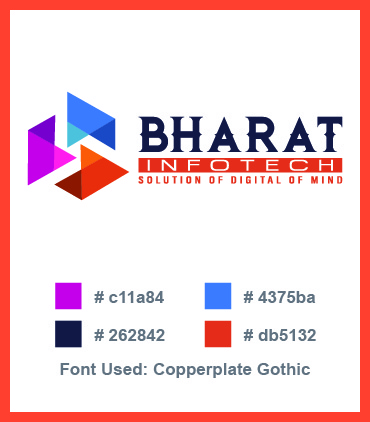 BHARAT
INFOTECH
SOLUTION OF DIGITAL OF MIND
# c11a84 # 4375ba
# 262842 # db5132
Font Used: Copperplate Gothic